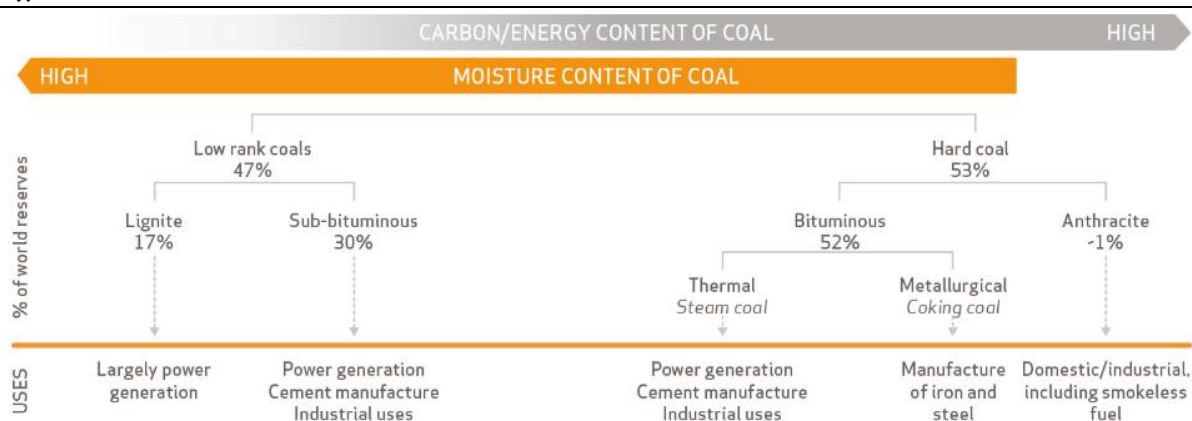 CARBON/ENERGY CONTENT OF COAL HIGH
HIGH MOISTURE CONTENT OF COAL
% of world reserves
Low rank coals
47%
Hard coal
53%
Lignite
17%
Sub-bituminous
30%
Bituminous
52%
Anthracite
-1%
Thermal
Steam coal
Metallurgical
Coking coal
USES
Largely power
generation
Power generation
Cement manufacture
Industrial uses
Power generation
Cement manufacture
Industrial uses
Manufacture
of iron and
steel
Domestic/industrial,
including smokeless
fuel